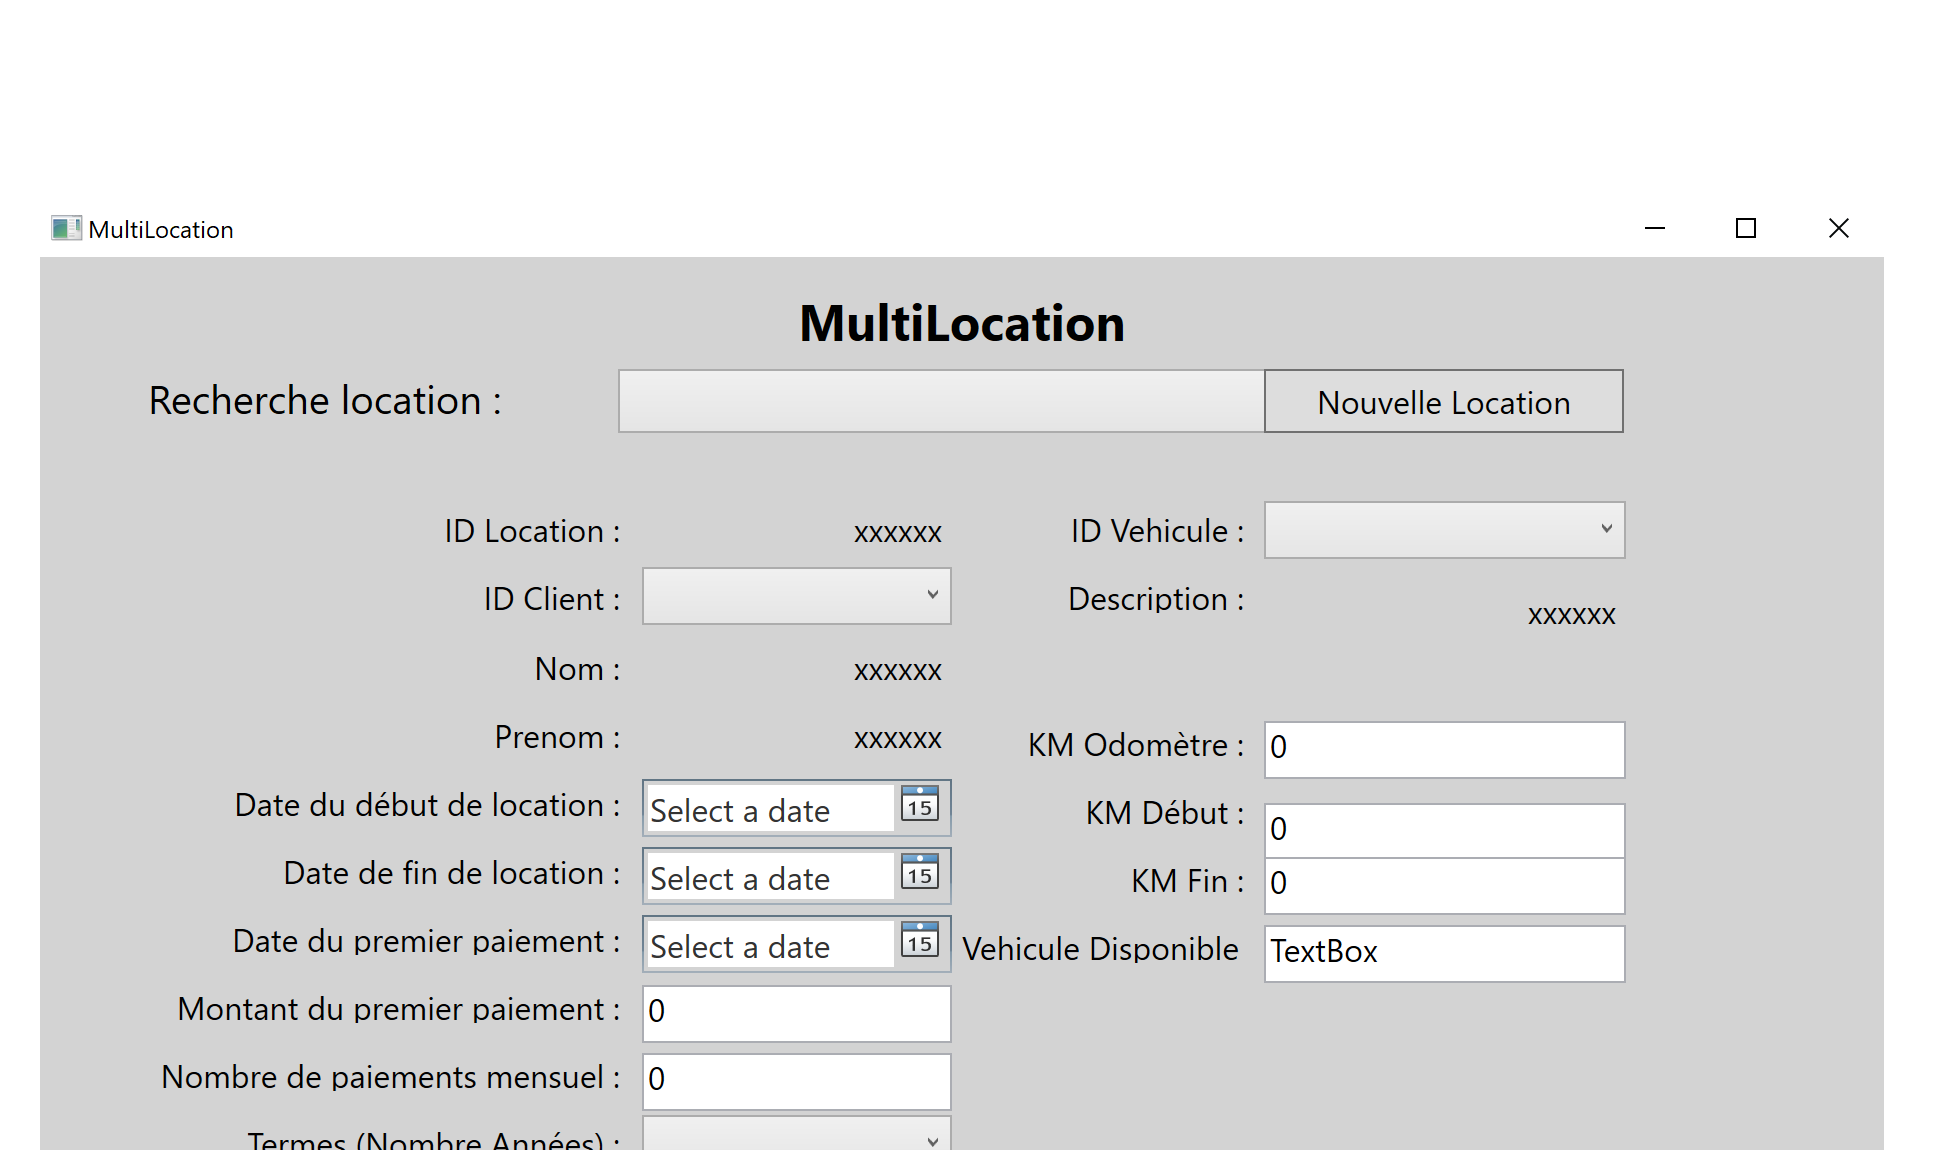 MultiLocation
MultiLocation
Recherche location :
Nouvelle Location
ID Location : xxxxxx
ID Vehicule :
ID Client :
Description : xxxxxx
Nom : xxxxxx
Prenom : xxxxxx
KM Odomètre : 0
Date du début de location : Select a date 15
KM Début : 0
Date de fin de location : Select a date 15
KM Fin : 0
Date du premier paiement : Select a date 15
Vehicule Disponible TextBox
Montant du premier paiement : 0
Nombre de paiements mensuel : 0
Termes (Nombre Années) :